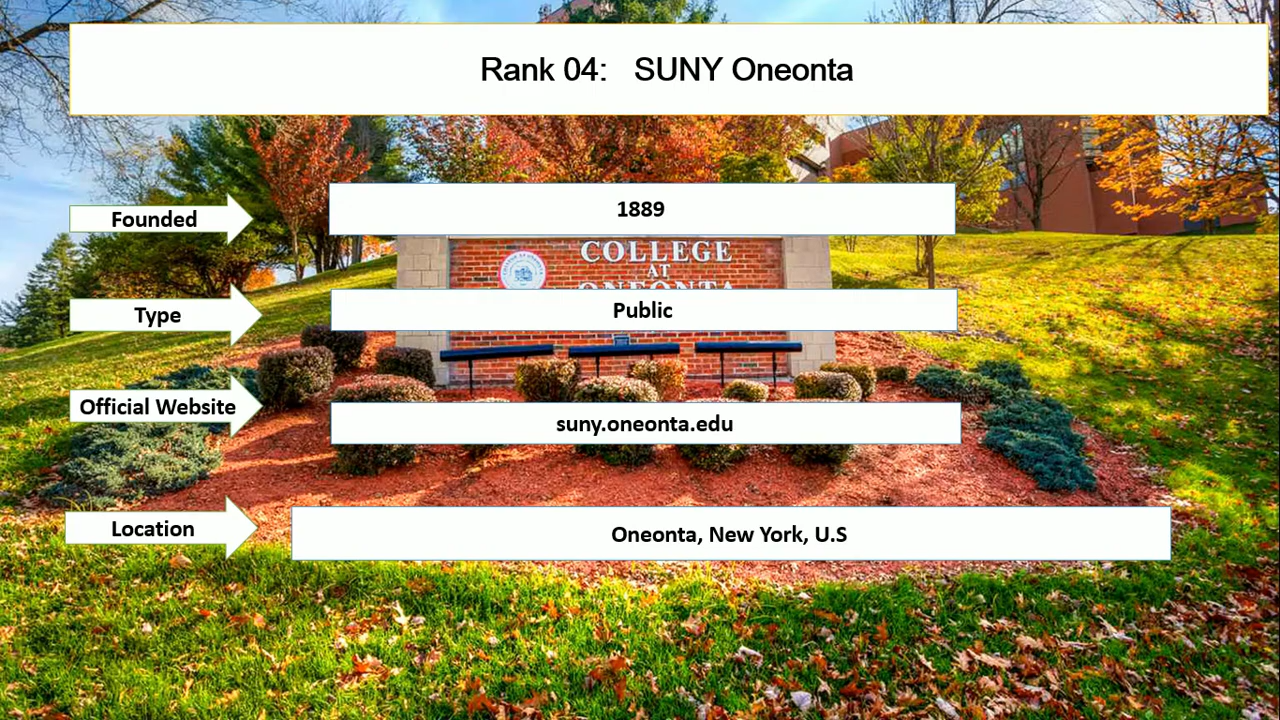 Rank 04: SUNY Oneonta
Founded
1889
COLLEGE
AT
ONEONTA
Type
Public
Official Website
suny.oneonta.edu
Location
Oneonta, New York, U.S